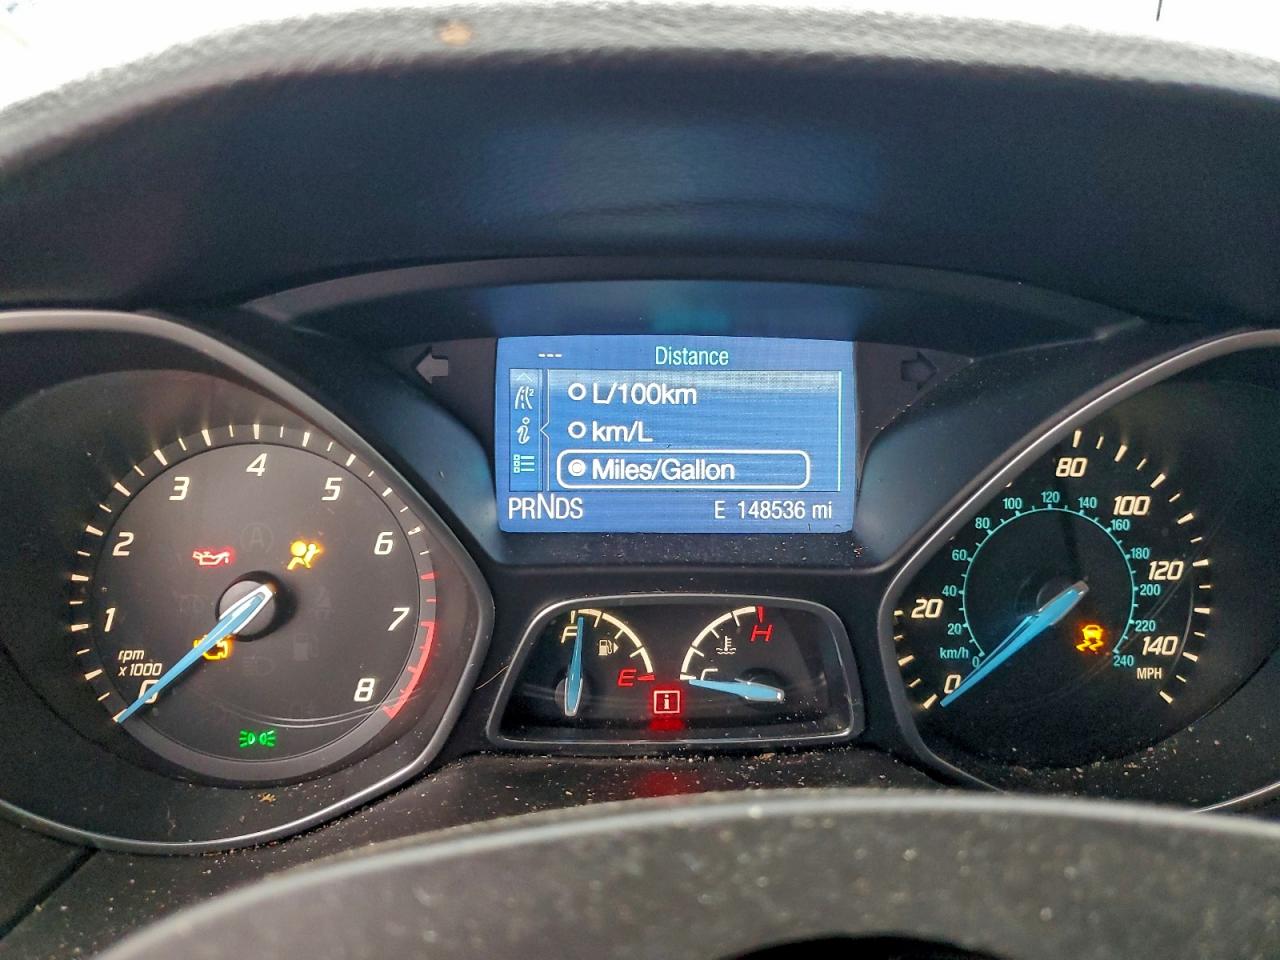 --- Distance
L/100km
km/L
Miles/Gallon
PRNDS E 148536 mi
0 1 2 3 4 5 6 7 8
rpm
x1000
A
F E
C H
i
0 20 80 100 120 140
MPH
0 20 40 60 80 100 120 140 160 180 200 220 240
km/h